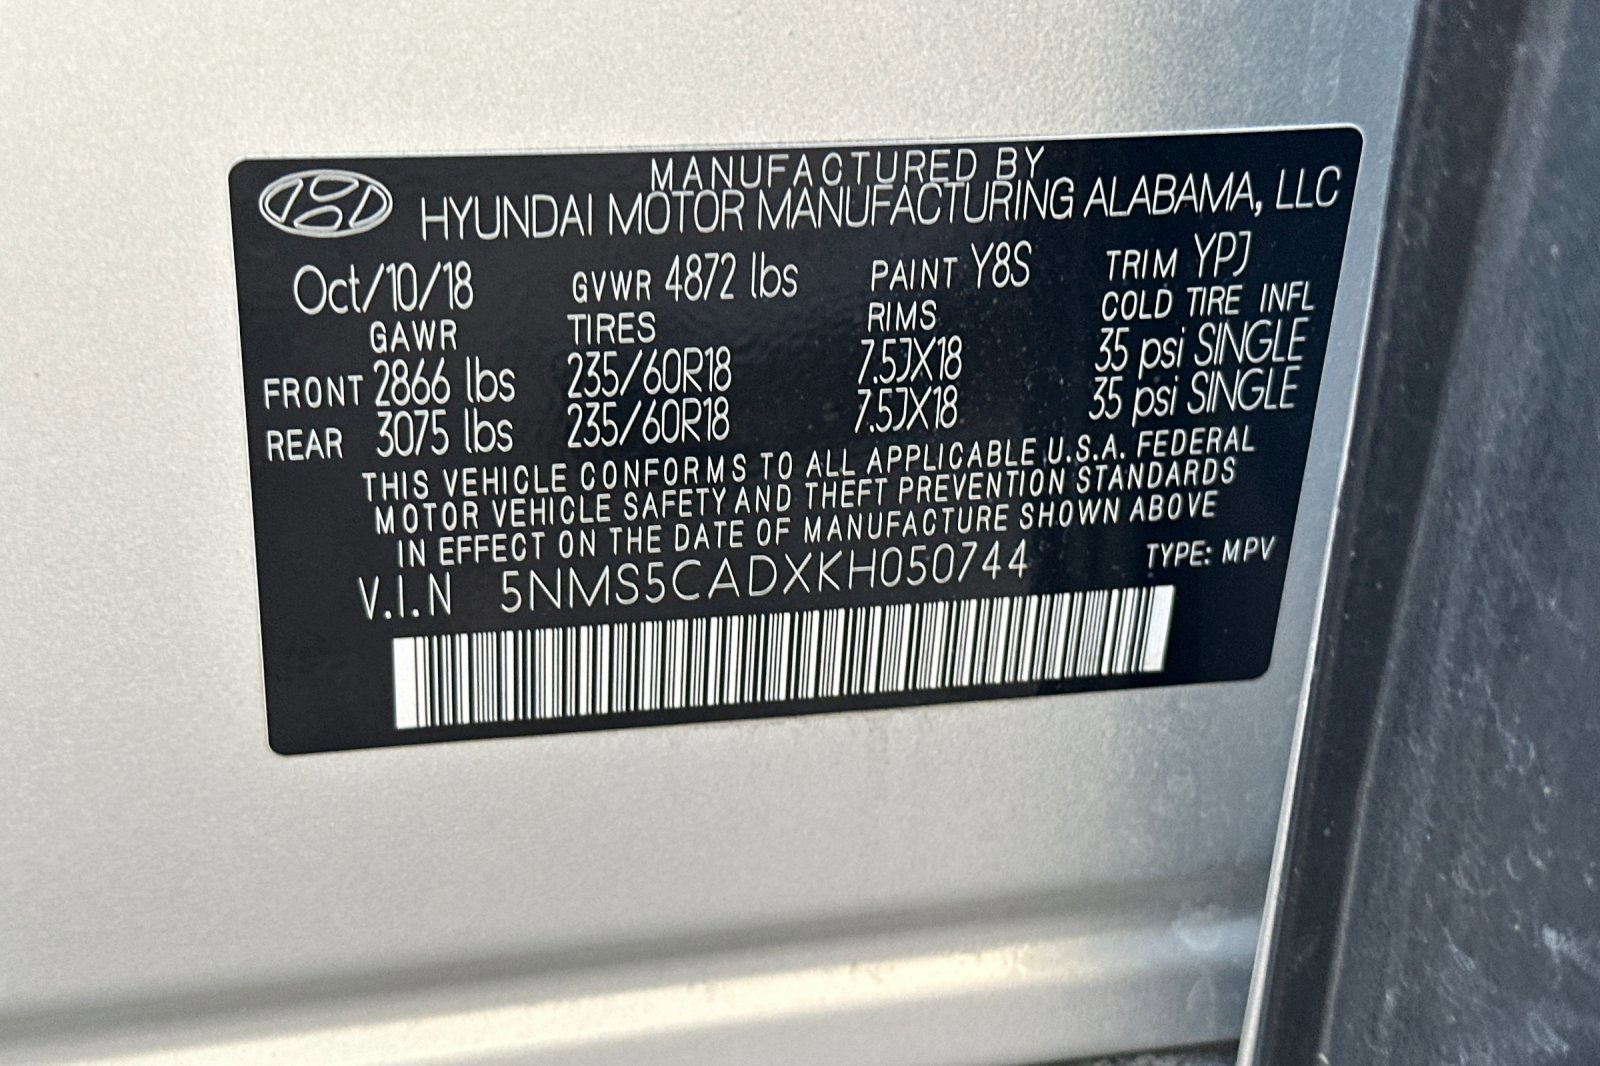 MANUFACTURED BY
HYUNDAI MOTOR MANUFACTURING ALABAMA, LLC
Oct/10/18 GVWR 4872 lbs PAINT Y8S TRIM YPJ
GAWR TIRES RIMS COLD TIRE INFL
FRONT 2866 lbs 235/60R18 7.5JX18 35 psi SINGLE
REAR 3075 lbs 235/60R18 7.5JX18 35 psi SINGLE
THIS VEHICLE CONFORMS TO ALL APPLICABLE U.S.A. FEDERAL
MOTOR VEHICLE SAFETY AND THEFT PREVENTION STANDARDS
IN EFFECT ON THE DATE OF MANUFACTURE SHOWN ABOVE
V.I.N 5NMS5CADXKH050744 TYPE: MPV